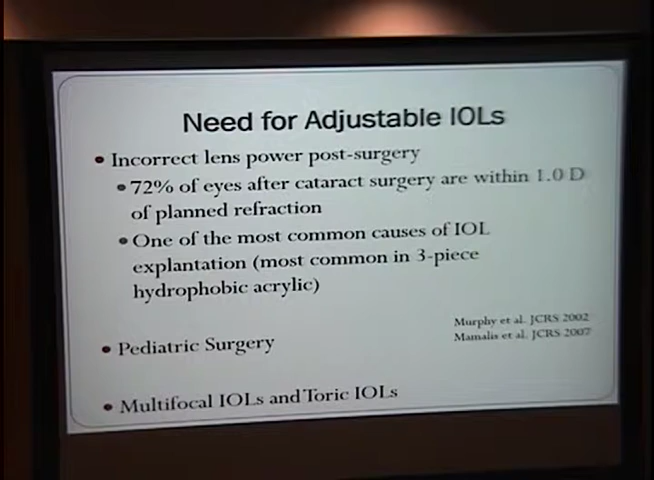 Need for Adjustable IOLs
• Incorrect lens power post-surgery
• 72% of eyes after cataract surgery are within 1.0 D
of planned refraction
• One of the most common causes of IOL
explantation (most common in 3-piece
hydrophobic acrylic)
Murphy et al. JCRS 2002
Mamalis et al. JCRS 2007
• Pediatric Surgery
• Multifocal IOLs and Toric IOLs